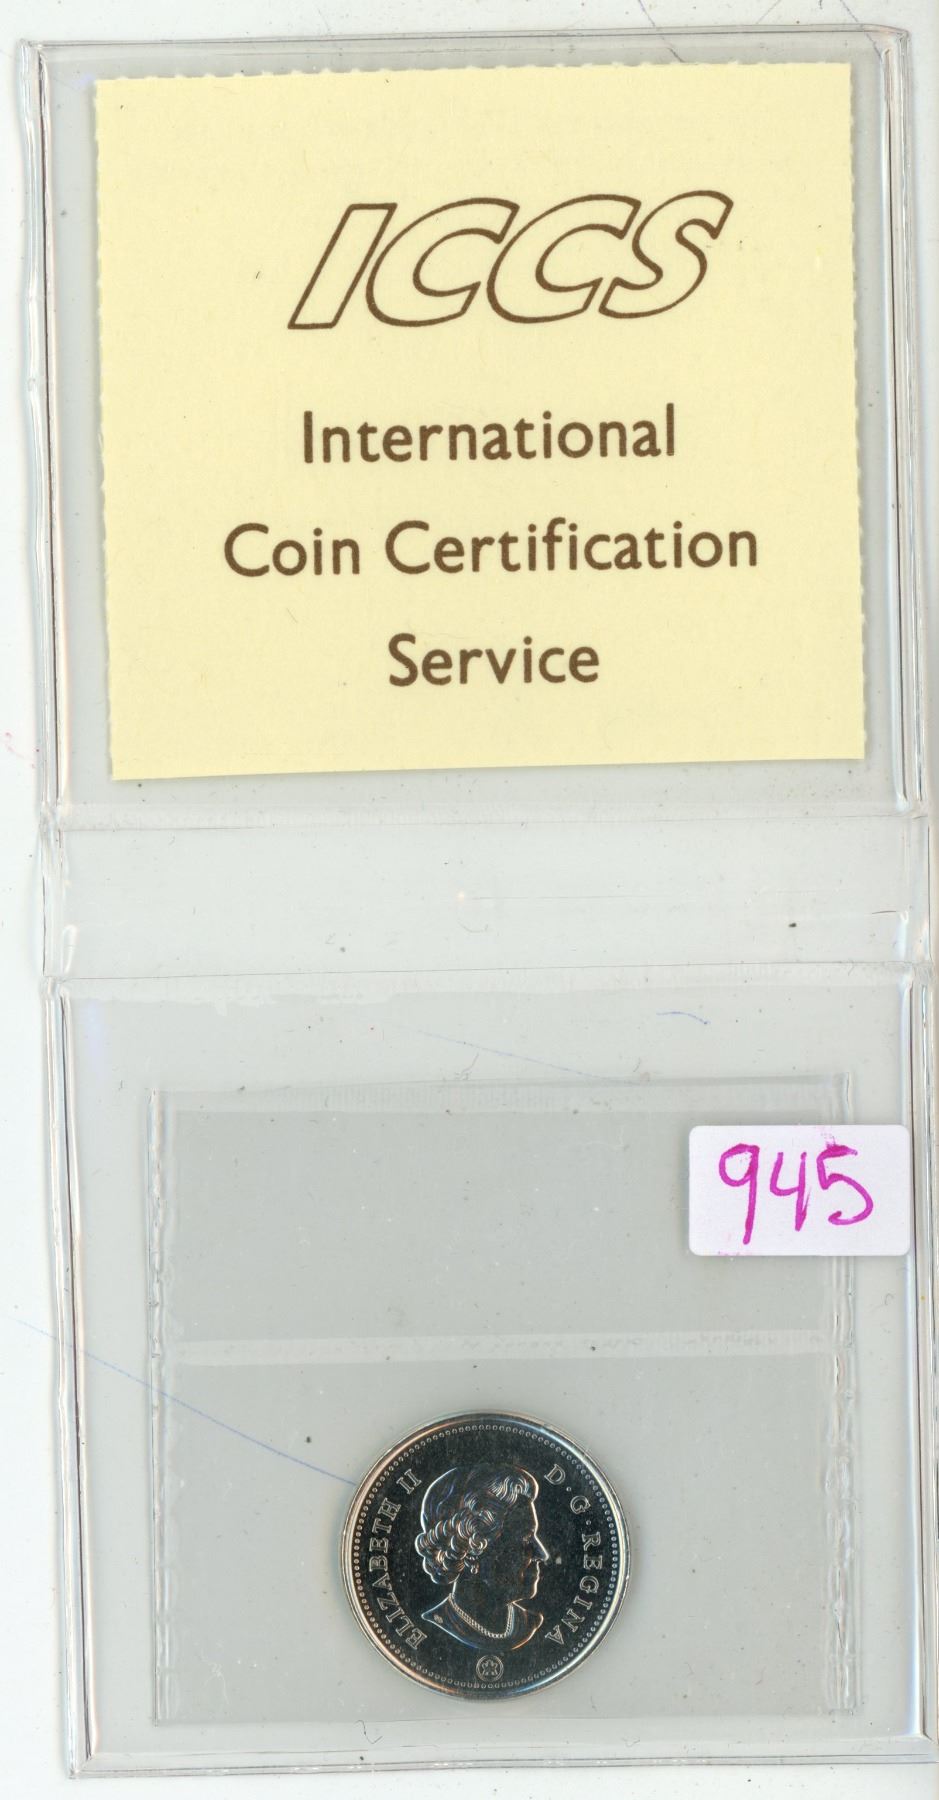 ICCS
International
Coin Certification
Service
945
ELIZABETH II D·G·REGINA